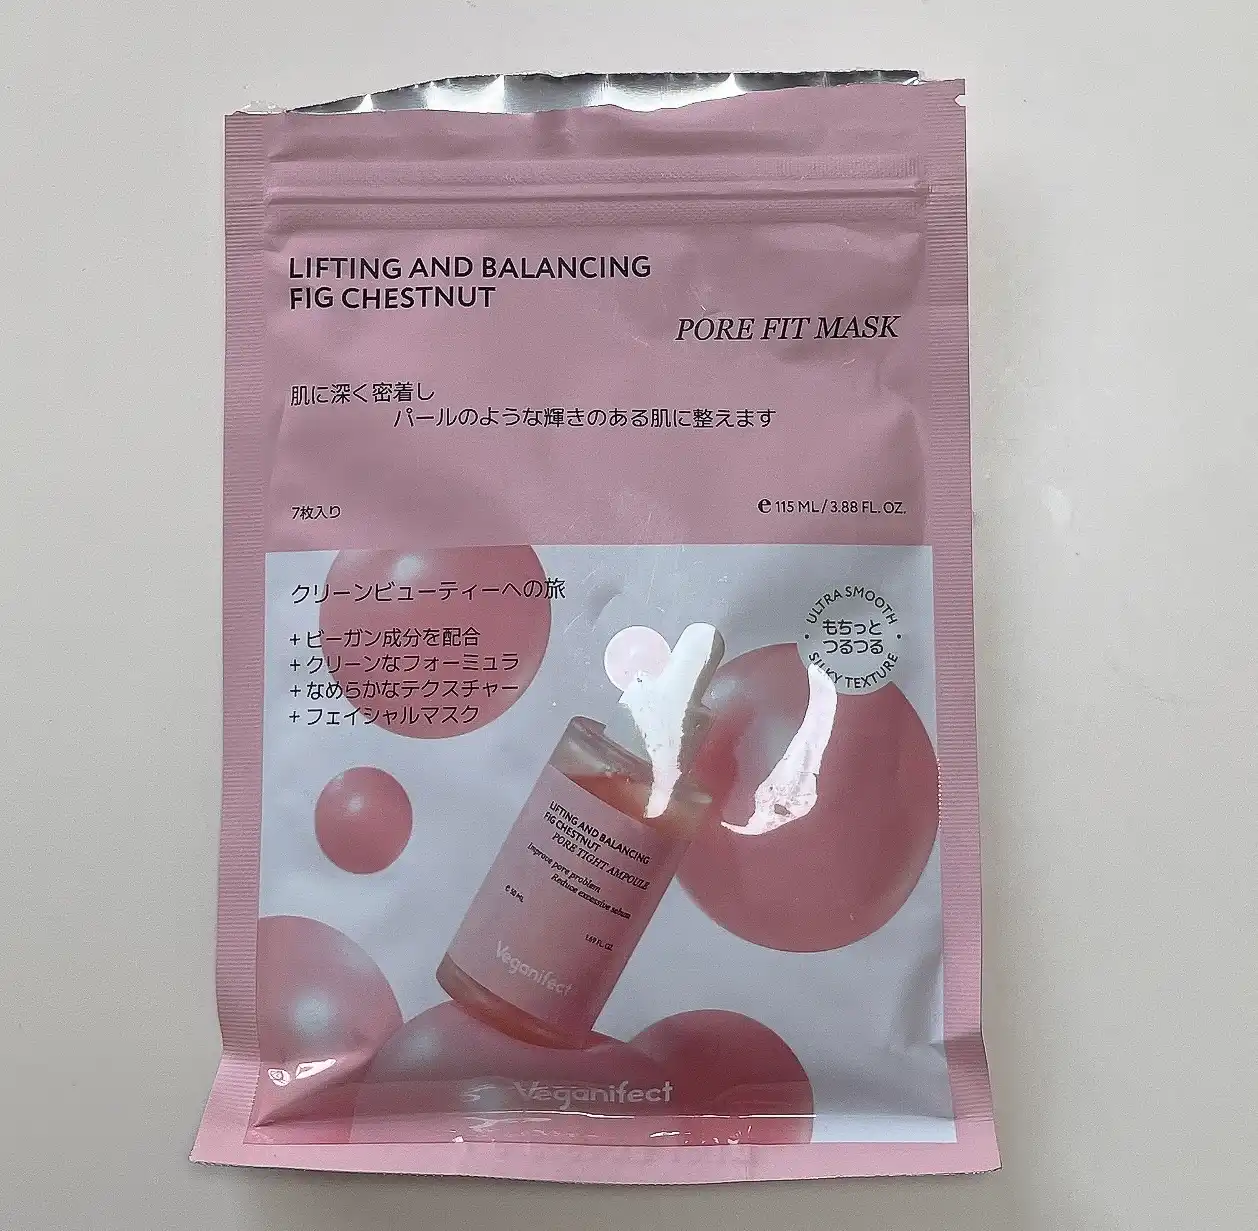 LIFTING AND BALANCING
FIG CHESTNUT
PORE FIT MASK
肌に深く密着し
パールのような輝きのある肌に整えます
7枚入り
e 115 ML / 3.88 FL. OZ.
クリーンビューティーへの旅
+ ビーガン成分を配合
+ クリーンなフォーミュラ
+ なめらかなテクスチャー
+ フェイシャルマスク
ULTRA SMOOTH
もちっと
つるつる
SILKY TEXTURE
LIFTING AND BALANCING
FIG CHESTNUT
PORE TIGHT AMPOULE
Improve pore problem
Reduce excessive sebum
e 50 ML
1.69 FL. OZ.
Veganifect
Veganifect